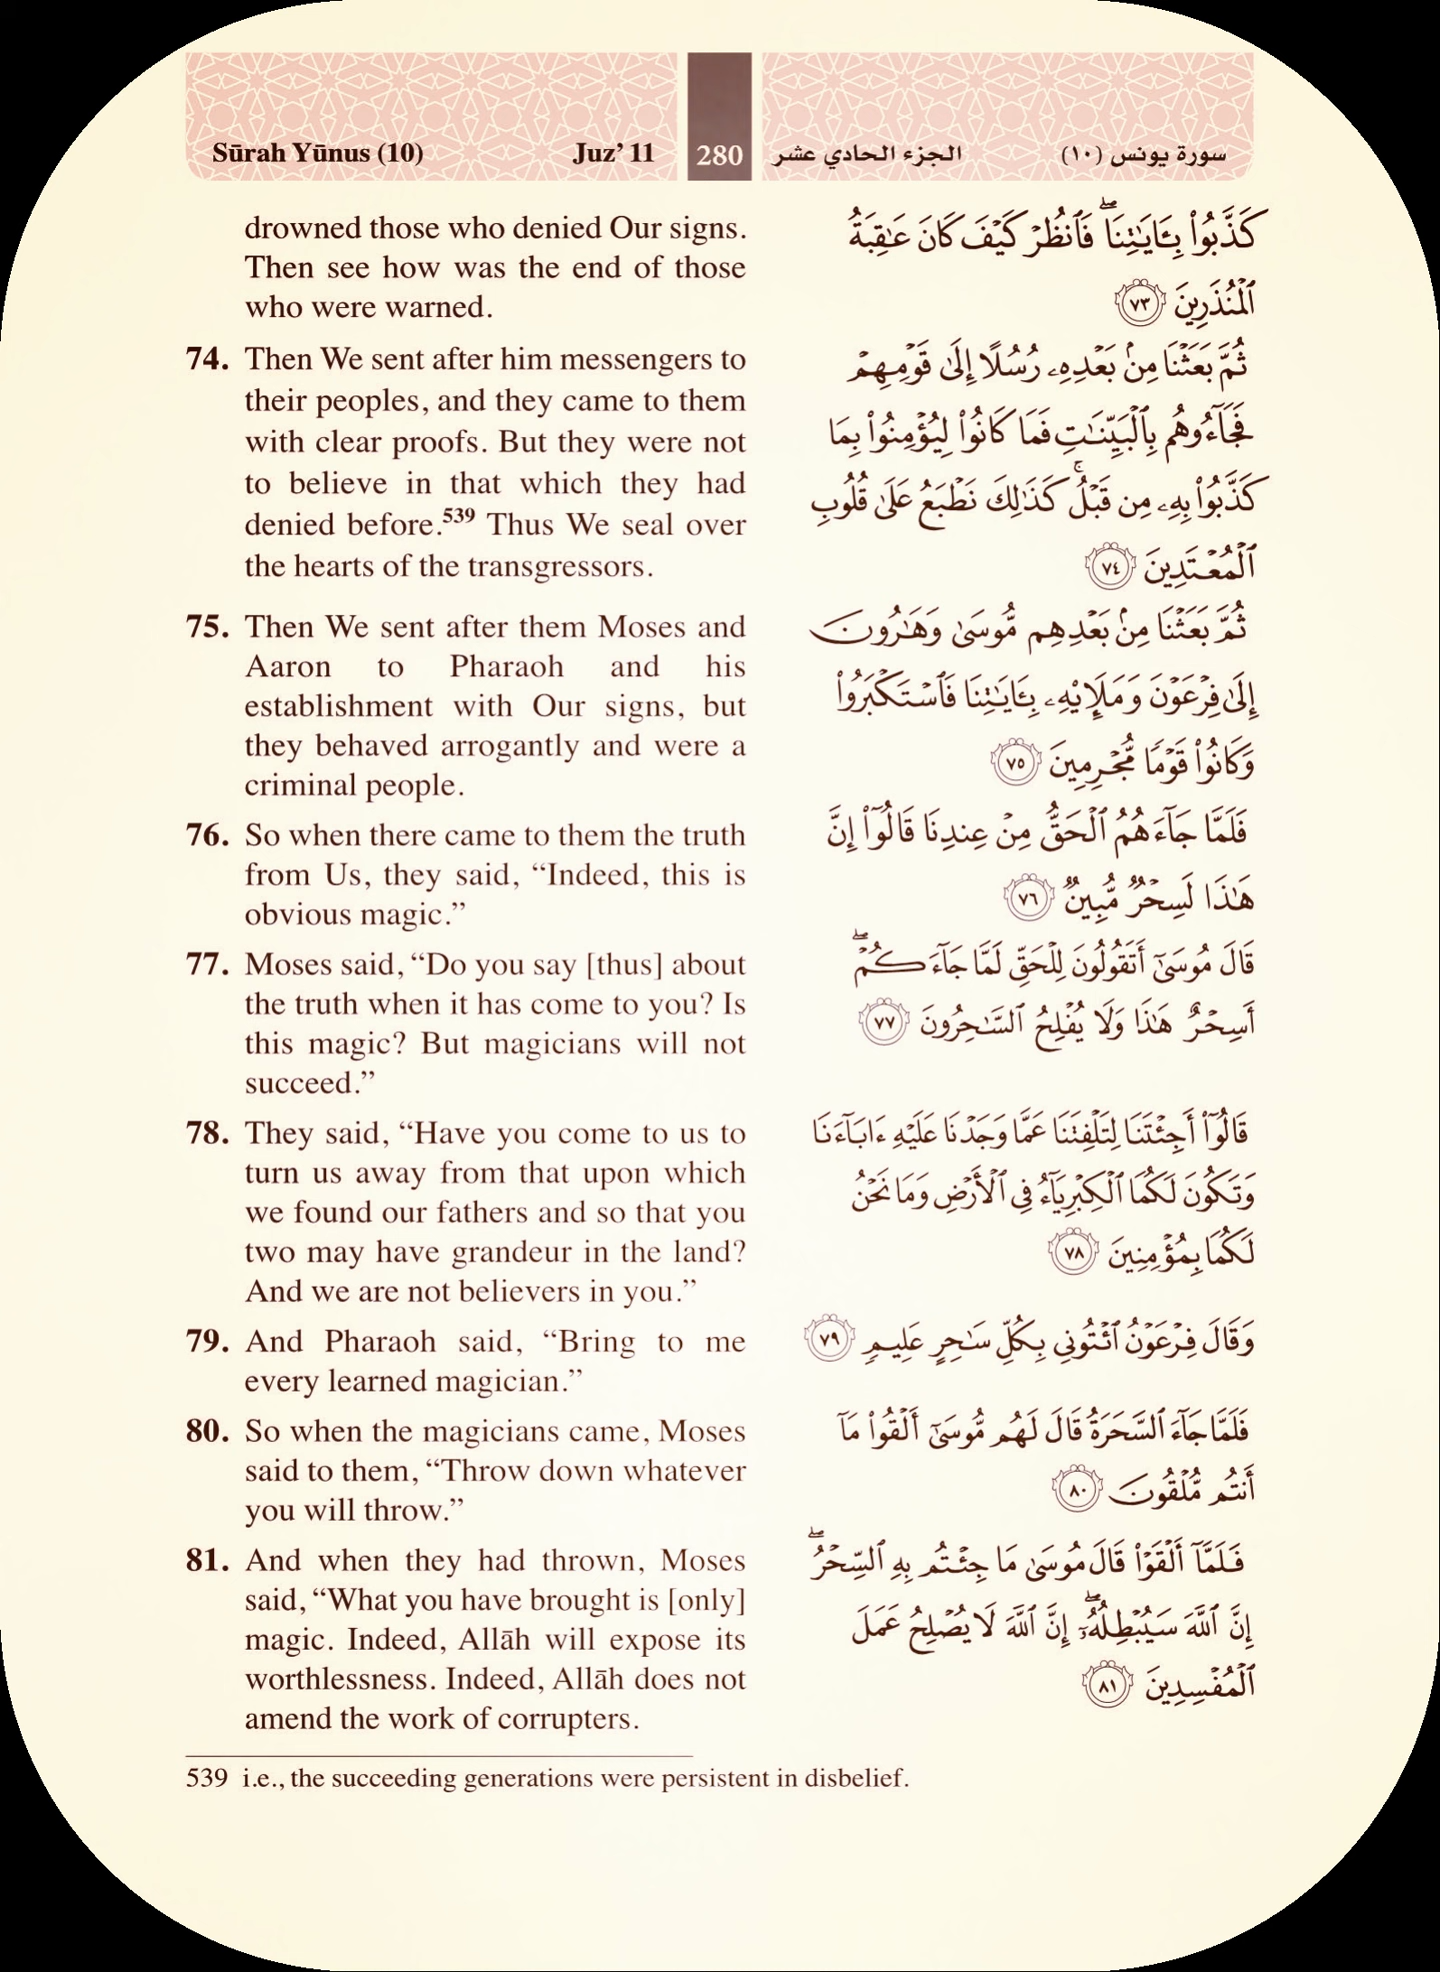 Sūrah Yūnus (10) Juz’ 11 280 الجزء الحادي عشر سورة يونس (١٠)
drowned those who denied Our signs.
Then see how was the end of those
who were warned.
74. Then We sent after him messengers to
their peoples, and they came to them
with clear proofs. But they were not
to believe in that which they had
denied before.539 Thus We seal over
the hearts of the transgressors.
75. Then We sent after them Moses and
Aaron to Pharaoh and his
establishment with Our signs, but
they behaved arrogantly and were a
criminal people.
76. So when there came to them the truth
from Us, they said, “Indeed, this is
obvious magic.”
77. Moses said, “Do you say [thus] about
the truth when it has come to you? Is
this magic? But magicians will not
succeed.”
78. They said, “Have you come to us to
turn us away from that upon which
we found our fathers and so that you
two may have grandeur in the land?
And we are not believers in you.”
79. And Pharaoh said, “Bring to me
every learned magician.”
80. So when the magicians came, Moses
said to them, “Throw down whatever
you will throw.”
81. And when they had thrown, Moses
said, “What you have brought is [only]
magic. Indeed, Allāh will expose its
worthlessness. Indeed, Allāh does not
amend the work of corrupters.
كَذَّبُوا۟ بِـَٔايَـٰتِنَا ۖ فَٱنظُرْ كَيْفَ كَانَ عَـٰقِبَةُ
ٱلْمُنذَرِينَ ٧٣
ثُمَّ بَعَثْنَا مِنۢ بَعْدِهِۦ رُسُلًا إِلَىٰ قَوْمِهِمْ
فَجَآءُوهُم بِٱلْبَيِّنَـٰتِ فَمَا كَانُوا۟ لِيُؤْمِنُوا۟ بِمَا
كَذَّبُوا۟ بِهِۦ مِن قَبْلُ ۚ كَذَٰلِكَ نَطْبَعُ عَلَىٰ قُلُوبِ
ٱلْمُعْتَدِينَ ٧٤
ثُمَّ بَعَثْنَا مِنۢ بَعْدِهِم مُّوسَىٰ وَهَـٰرُونَ
إِلَىٰ فِرْعَوْنَ وَمَلَإِي۟هِۦ بِـَٔايَـٰتِنَا فَٱسْتَكْبَرُوا۟
وَكَانُوا۟ قَوْمًا مُّجْرِمِينَ ٧٥
فَلَمَّا جَآءَهُمُ ٱلْحَقُّ مِنْ عِندِنَا قَالُوٓا۟ إِنَّ
هَـٰذَا لَسِحْرٌ مُّبِينٌ ٧٦
قَالَ مُوسَىٰٓ أَتَقُولُونَ لِلْحَقِّ لَمَّا جَآءَكُمْ ۖ
أَسِحْرٌ هَـٰذَا وَلَا يُفْلِحُ ٱلسَّـٰحِرُونَ ٧٧
قَالُوٓا۟ أَجِئْتَنَا لِتَلْفِتَنَا عَمَّا وَجَدْنَا عَلَيْهِ ءَابَآءَنَا
وَتَكُونَ لَكُمَا ٱلْكِبْرِيَآءُ فِى ٱلْأَرْضِ وَمَا نَحْنُ
لَكُمَا بِمُؤْمِنِينَ ٧٨
وَقَالَ فِرْعَوْنُ ٱئْتُونِى بِكُلِّ سَـٰحِرٍ عَلِيمٍ ٧٩
فَلَمَّا جَآءَ ٱلسَّحَرَةُ قَالَ لَهُم مُّوسَىٰٓ أَلْقُوا۟ مَآ
أَنتُم مُّلْقُونَ ٨٠
فَلَمَّآ أَلْقَوْا۟ قَالَ مُوسَىٰ مَا جِئْتُم بِهِ ٱلسِّحْرُ ۖ
إِنَّ ٱللَّهَ سَيُبْطِلُهُۥٓ ۖ إِنَّ ٱللَّهَ لَا يُصْلِحُ عَمَلَ
ٱلْمُفْسِدِينَ ٨١
539 i.e., the succeeding generations were persistent in disbelief.